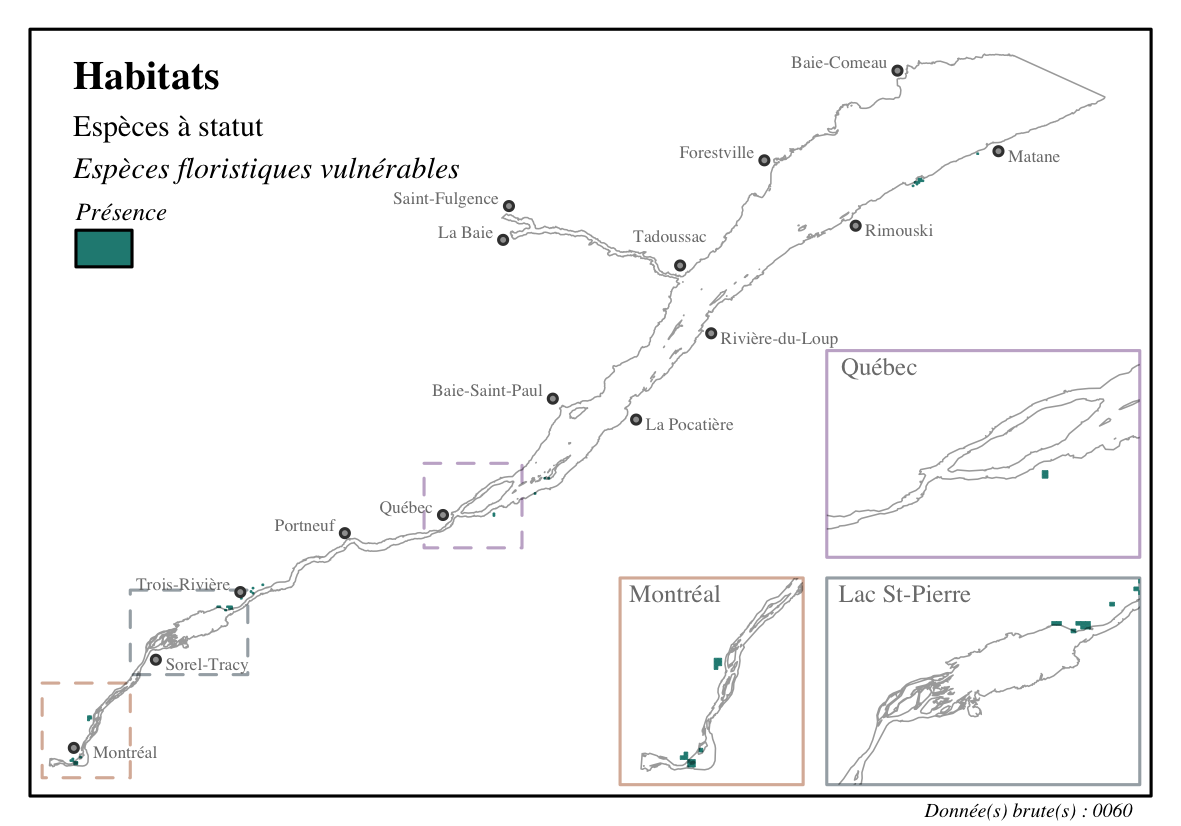 Habitats
Espèces à statut
Espèces floristiques vulnérables
Présence
Baie-Comeau
Matane
Forestville
Saint-Fulgence
La Baie
Tadoussac
Rimouski
Rivière-du-Loup
Baie-Saint-Paul
La Pocatière
Québec
Portneuf
Trois-Rivière
Sorel-Tracy
Montréal
Québec
Montréal
Lac St-Pierre
Donnée(s) brute(s) : 0060